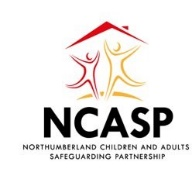 NCASP
NORTHUMBERLAND CHILDREN AND ADULTS
SAFEGUARDING PARTNERSHIP